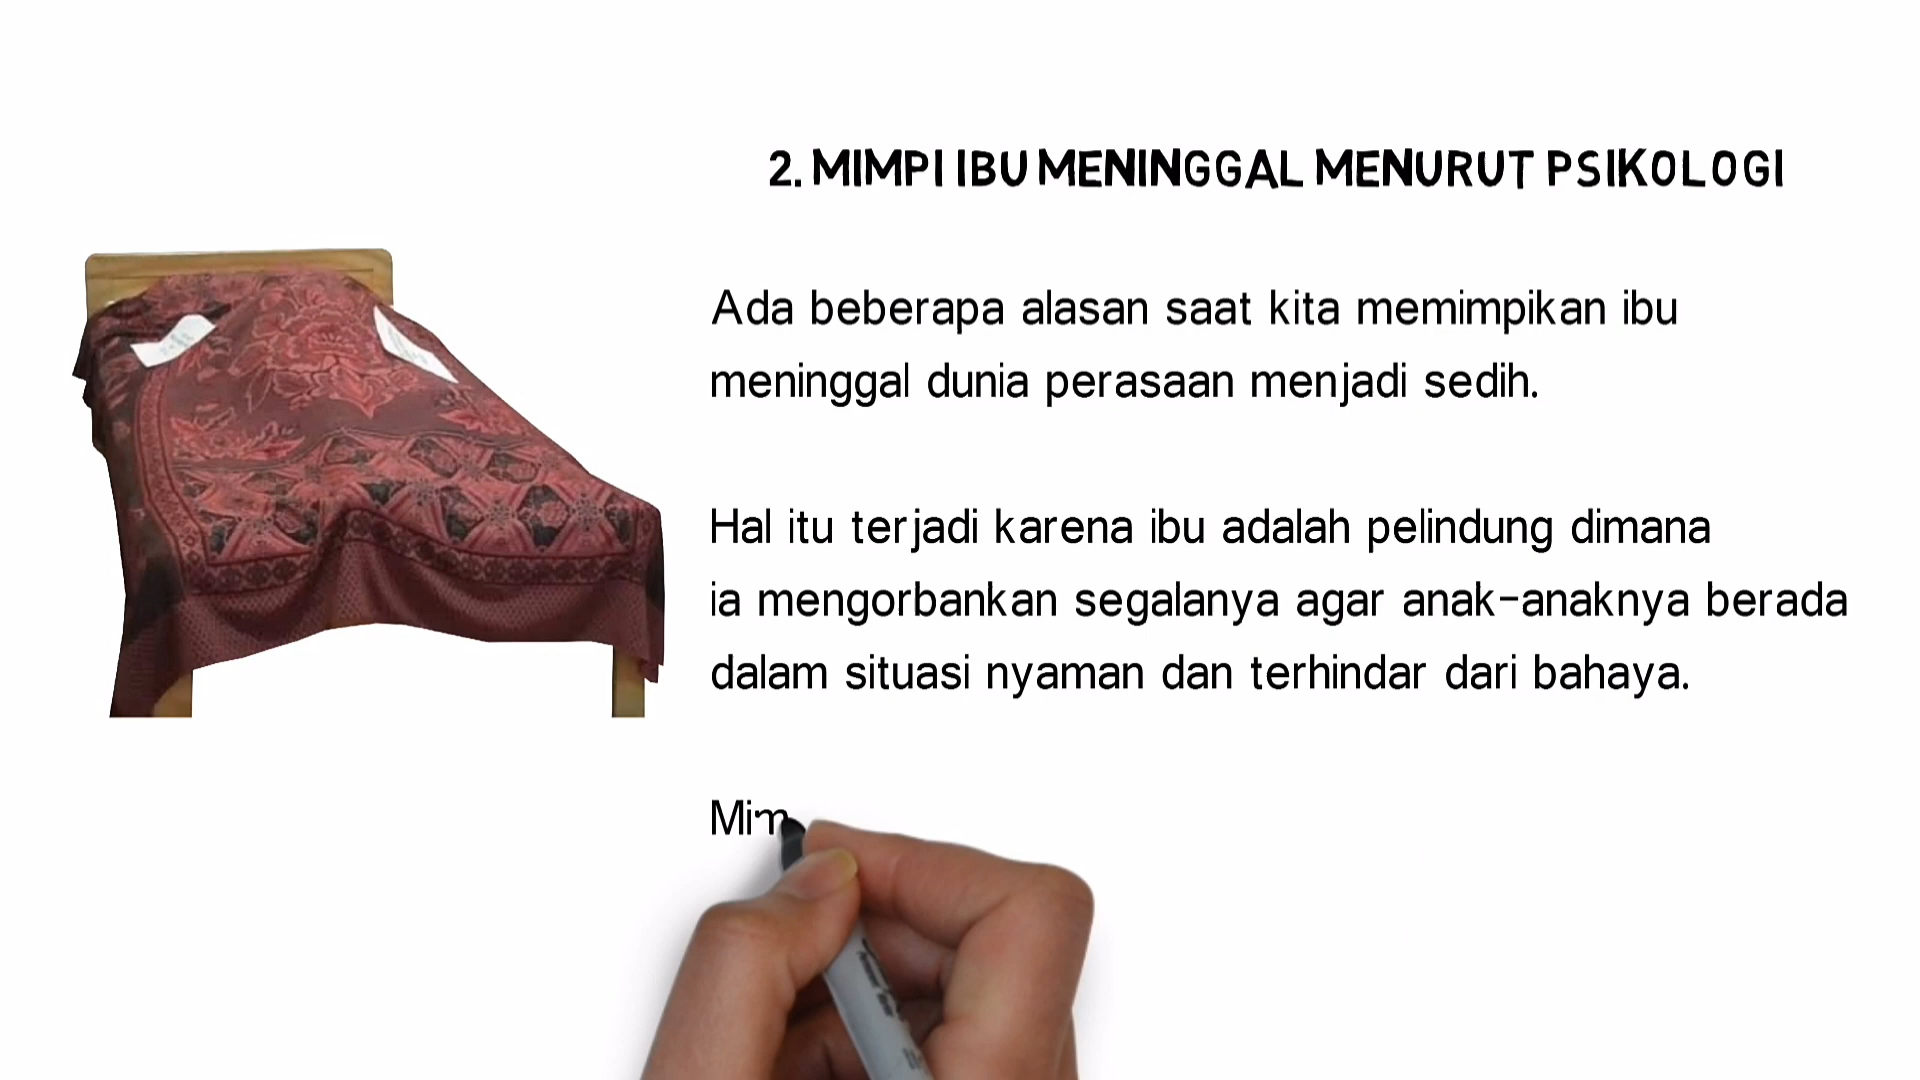 2. MIMPI IBU MENINGGAL MENURUT PSIKOLOGI
Ada beberapa alasan saat kita memimpikan ibu
meninggal dunia perasaan menjadi sedih.
Hal itu terjadi karena ibu adalah pelindung dimana
ia mengorbankan segalanya agar anak-anaknya berada
dalam situasi nyaman dan terhindar dari bahaya.
Mim